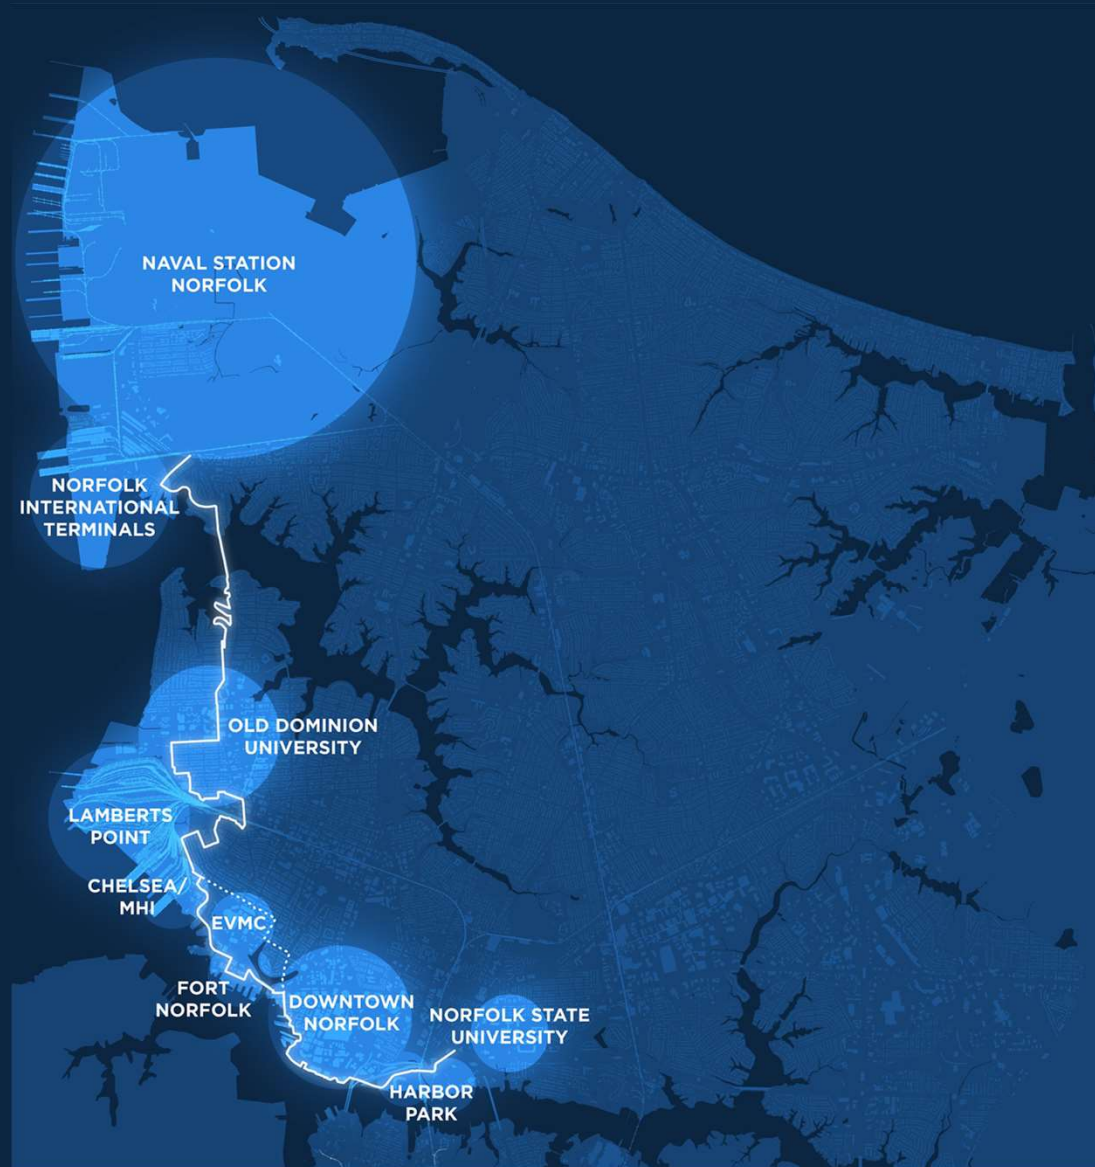 NAVAL STATION
NORFOLK
NORFOLK
INTERNATIONAL
TERMINALS
OLD DOMINION
UNIVERSITY
LAMBERTS
POINT
CHELSEA/
MHI
EVMC
FORT
NORFOLK
DOWNTOWN
NORFOLK
NORFOLK STATE
UNIVERSITY
HARBOR
PARK